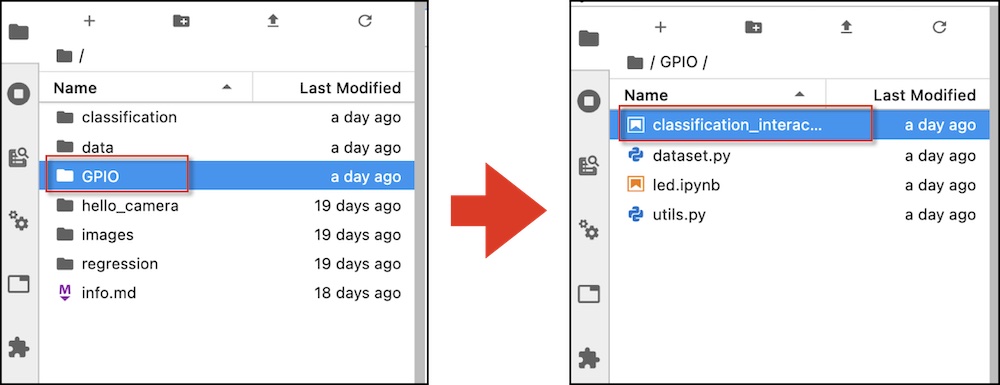 /
Name Last Modified
classification a day ago
data a day ago
GPIO a day ago
hello_camera 19 days ago
images 19 days ago
regression 19 days ago
info.md 18 days ago
/ GPIO /
Name Last Modified
classification_interac... a day ago
dataset.py a day ago
led.ipynb a day ago
utils.py a day ago